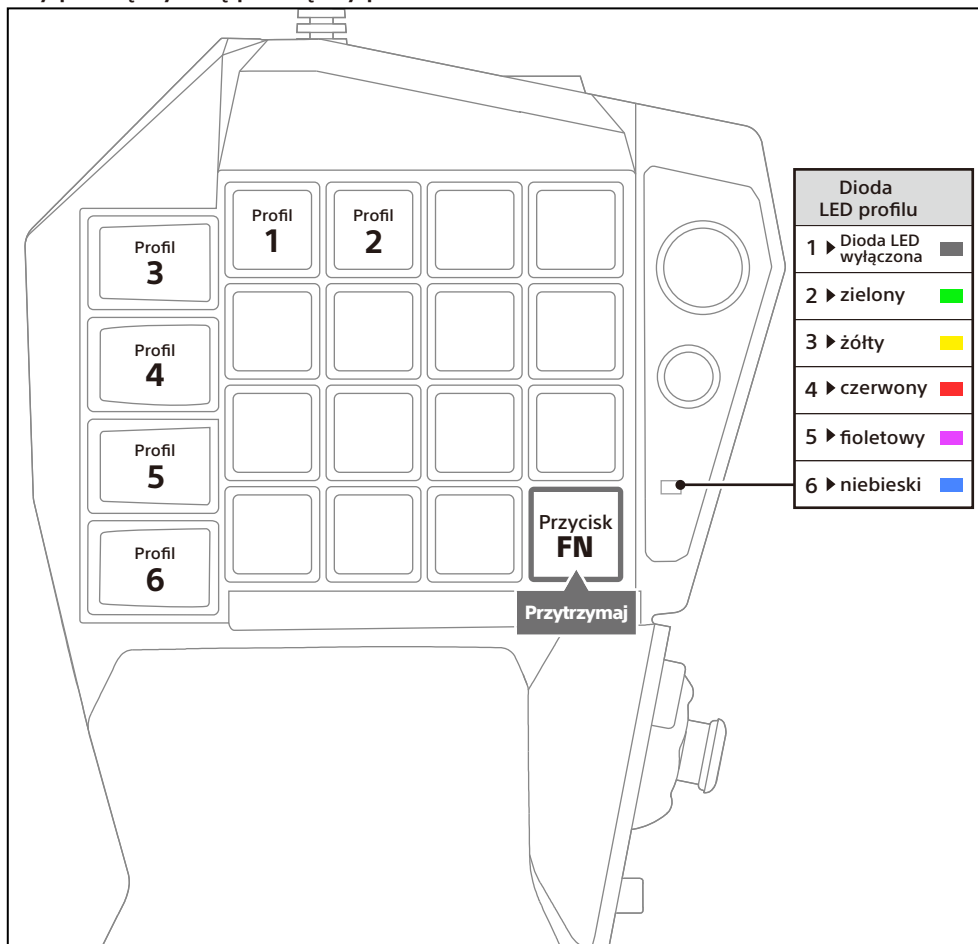 Profil
1
Profil
2
Profil
3
Profil
4
Profil
5
Profil
6
Przycisk
FN
Przytrzymaj
Dioda
LED profilu
1 ▶ Dioda LED
wyłączona
2 ▶ zielony
3 ▶ żółty
4 ▶ czerwony
5 ▶ fioletowy
6 ▶ niebieski